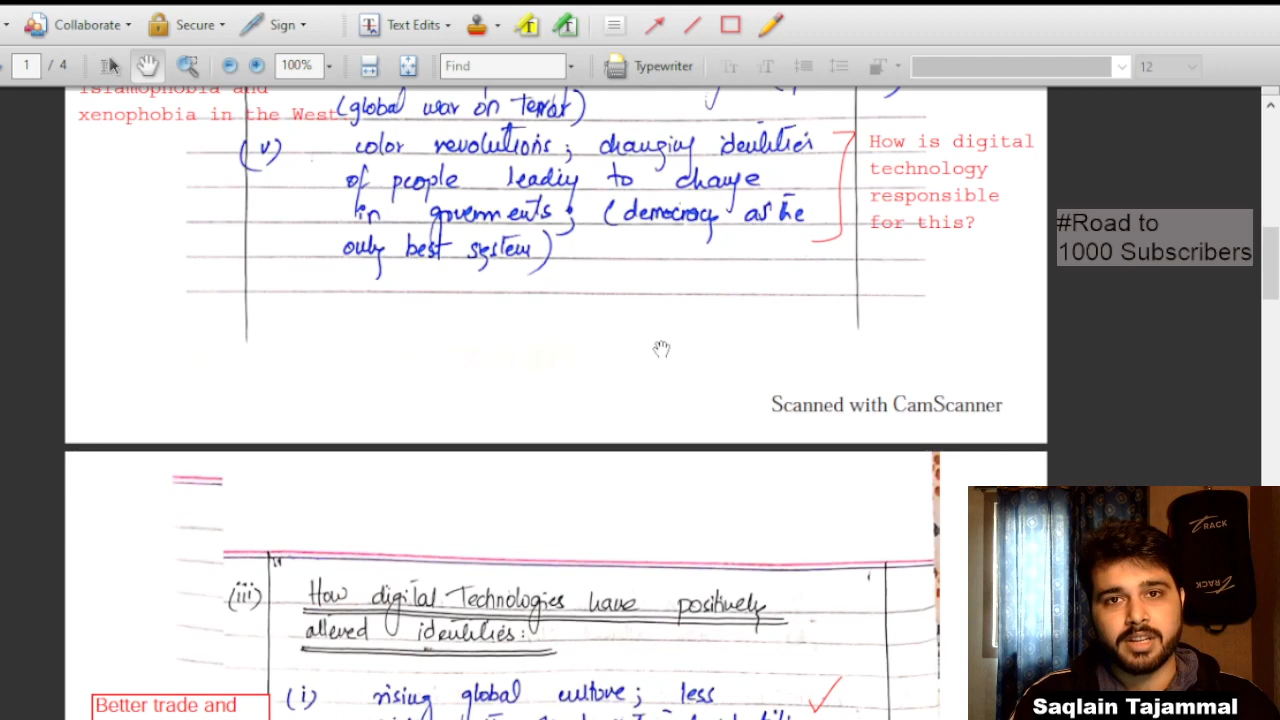 Collaborate Secure Sign Text Edits
1 / 4 100% Find Typewriter 12
islamophobia and
xenophobia in the West.
(global war on terror)
(v) color revolutions; changing identities
of people leading to change
in governments; (democracy as the
only best system)
How is digital
technology
responsible
for this?
#Road to
1000 Subscribers
Scanned with CamScanner
(iii) How digital Technologies have positively
altered identities:
Better trade and
(i) rising global culture; less
TRACK
TRACK
Saqlain Tajammal